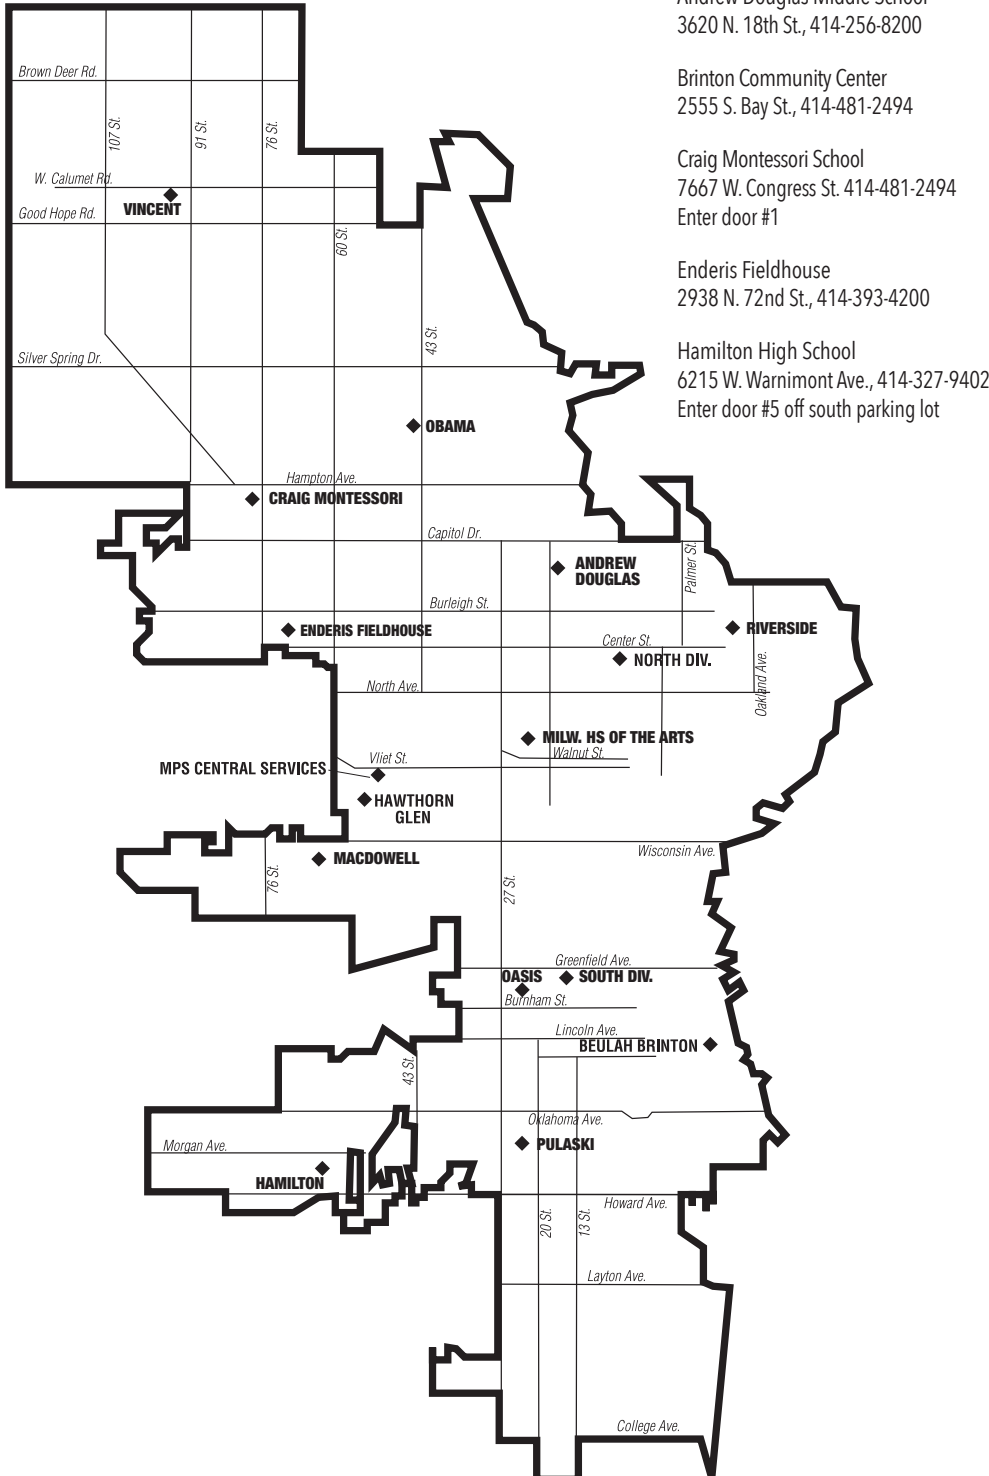 Andrew Douglas Middle School
3620 N. 18th St., 414-256-8200
Brinton Community Center
2555 S. Bay St., 414-481-2494
Craig Montessori School
7667 W. Congress St. 414-481-2494
Enter door #1
Enderis Fieldhouse
2938 N. 72nd St., 414-393-4200
Hamilton High School
6215 W. Warnimont Ave., 414-327-9402
Enter door #5 off south parking lot
Brown Deer Rd.
107 St.
91 St.
76 St.
W. Calumet Rd.
VINCENT
Good Hope Rd.
60 St.
43 St.
Silver Spring Dr.
OBAMA
Hampton Ave.
CRAIG MONTESSORI
Capitol Dr.
ANDREW
DOUGLAS
Palmer St.
Burleigh St.
ENDERIS FIELDHOUSE
RIVERSIDE
Center St.
NORTH DIV.
North Ave.
Oakland Ave.
MILW. HS OF THE ARTS
Walnut St.
Vliet St.
MPS CENTRAL SERVICES
HAWTHORN
GLEN
Wisconsin Ave.
MACDOWELL
76 St.
27 St.
Greenfield Ave.
OASIS
SOUTH DIV.
Burnham St.
Lincoln Ave.
BEULAH BRINTON
43 St.
Oklahoma Ave.
PULASKI
Morgan Ave.
HAMILTON
Howard Ave.
20 St.
13 St.
Layton Ave.
College Ave.